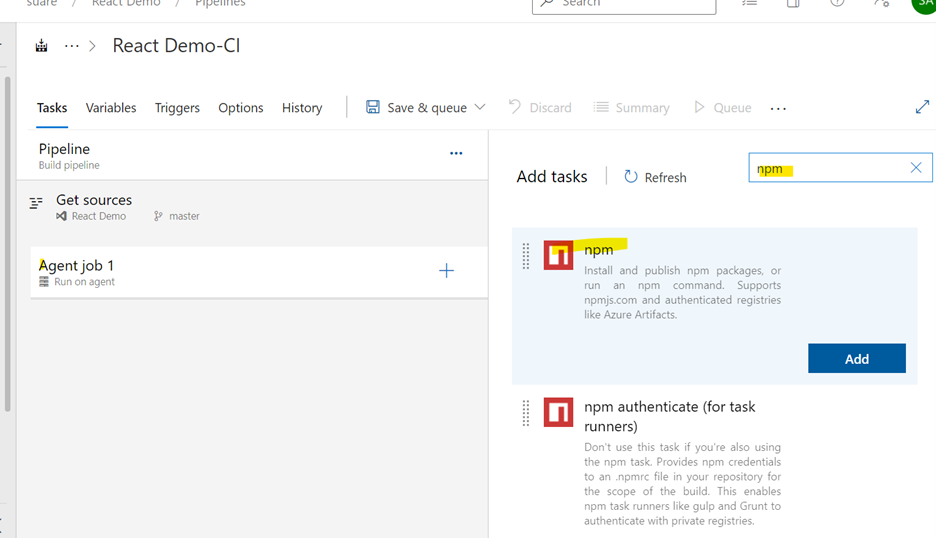 suare / React Demo / Pipelines
Search
SA
... > React Demo-CI
Tasks Variables Triggers Options History Save & queue Discard Summary Queue ...
Pipeline
Build pipeline
...
Get sources
React Demo master
Agent job 1
Run on agent
+
Add tasks Refresh
npm
npm
Install and publish npm packages, or
run an npm command. Supports
npmjs.com and authenticated registries
like Azure Artifacts.
Add
npm authenticate (for task
runners)
Don't use this task if you're also using
the npm task. Provides npm credentials
to an .npmrc file in your repository for
the scope of the build. This enables
npm task runners like gulp and Grunt to
authenticate with private registries.